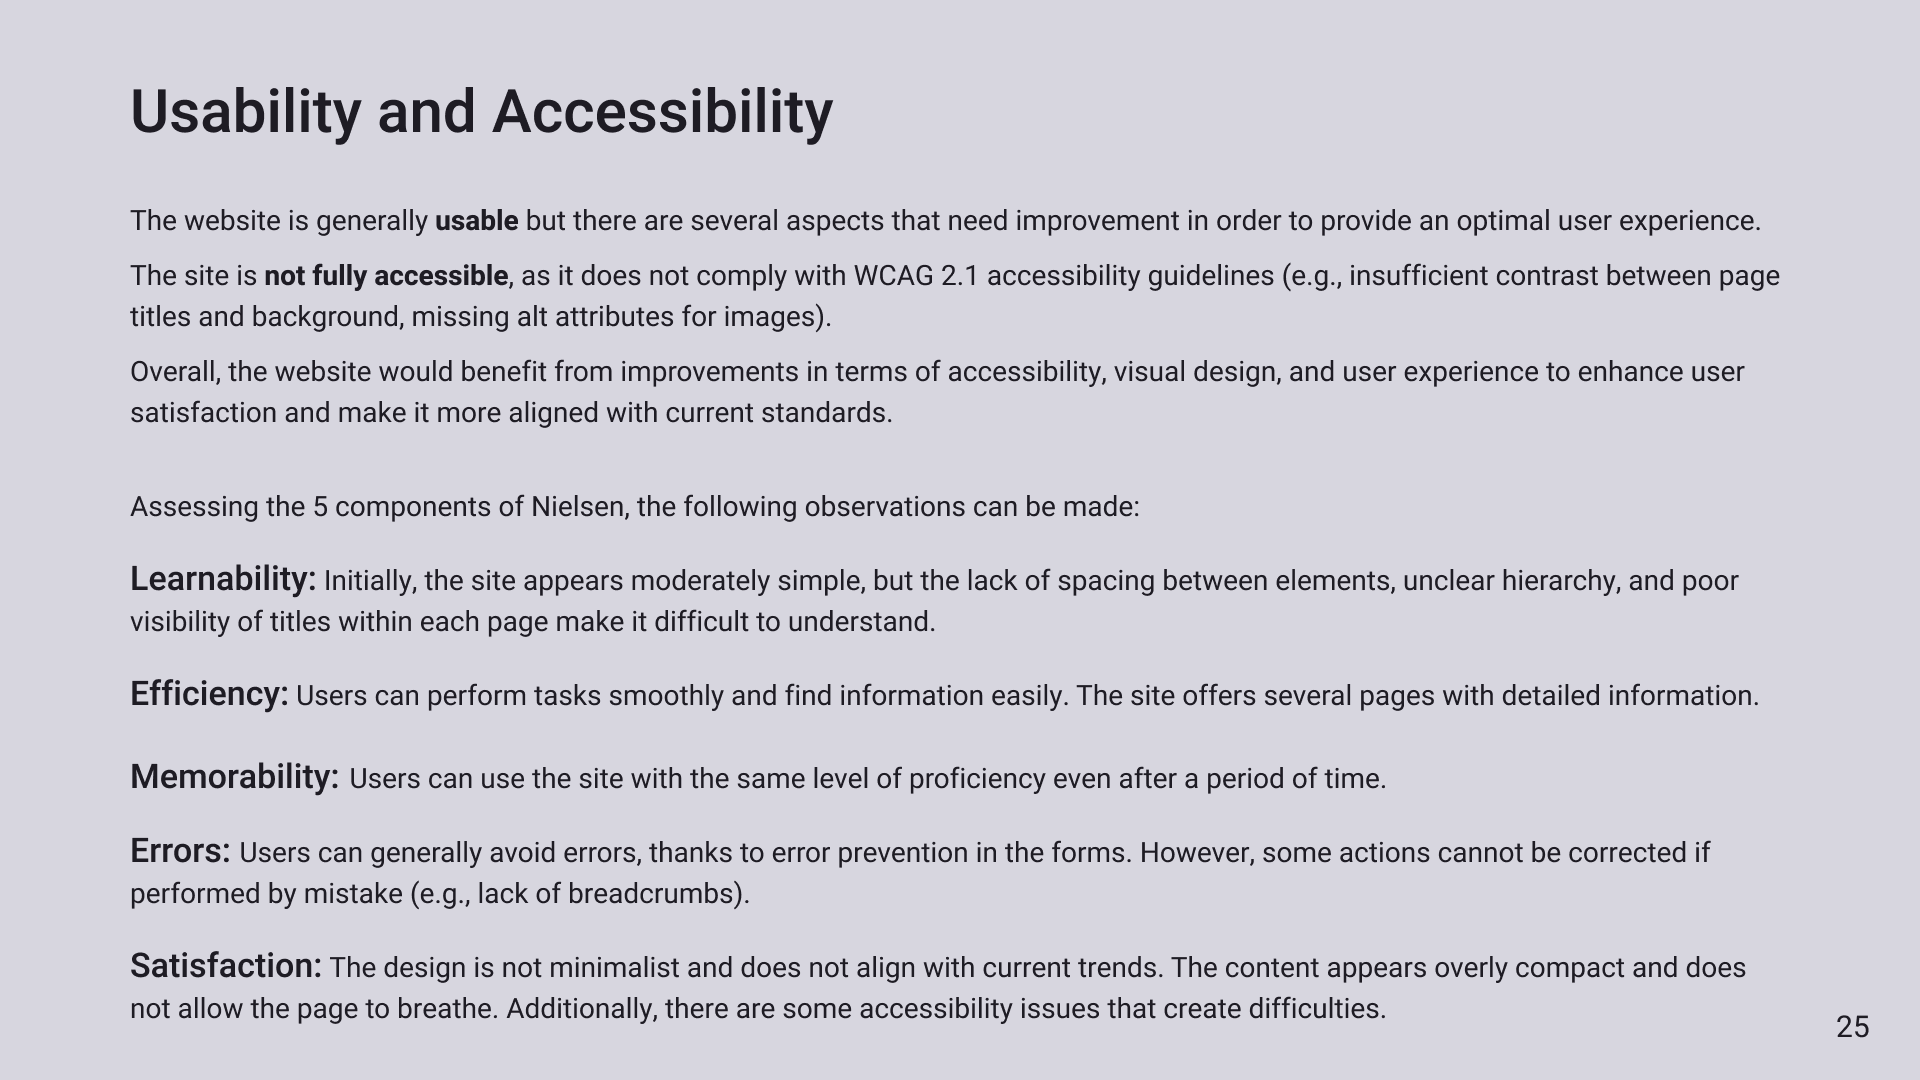 Usability and Accessibility
The website is generally usable but there are several aspects that need improvement in order to provide an optimal user experience.
The site is not fully accessible, as it does not comply with WCAG 2.1 accessibility guidelines (e.g., insufficient contrast between page
titles and background, missing alt attributes for images).
Overall, the website would benefit from improvements in terms of accessibility, visual design, and user experience to enhance user
satisfaction and make it more aligned with current standards.
Assessing the 5 components of Nielsen, the following observations can be made:
Learnability: Initially, the site appears moderately simple, but the lack of spacing between elements, unclear hierarchy, and poor
visibility of titles within each page make it difficult to understand.
Efficiency: Users can perform tasks smoothly and find information easily. The site offers several pages with detailed information.
Memorability: Users can use the site with the same level of proficiency even after a period of time.
Errors: Users can generally avoid errors, thanks to error prevention in the forms. However, some actions cannot be corrected if
performed by mistake (e.g., lack of breadcrumbs).
Satisfaction: The design is not minimalist and does not align with current trends. The content appears overly compact and does
not allow the page to breathe. Additionally, there are some accessibility issues that create difficulties.
25